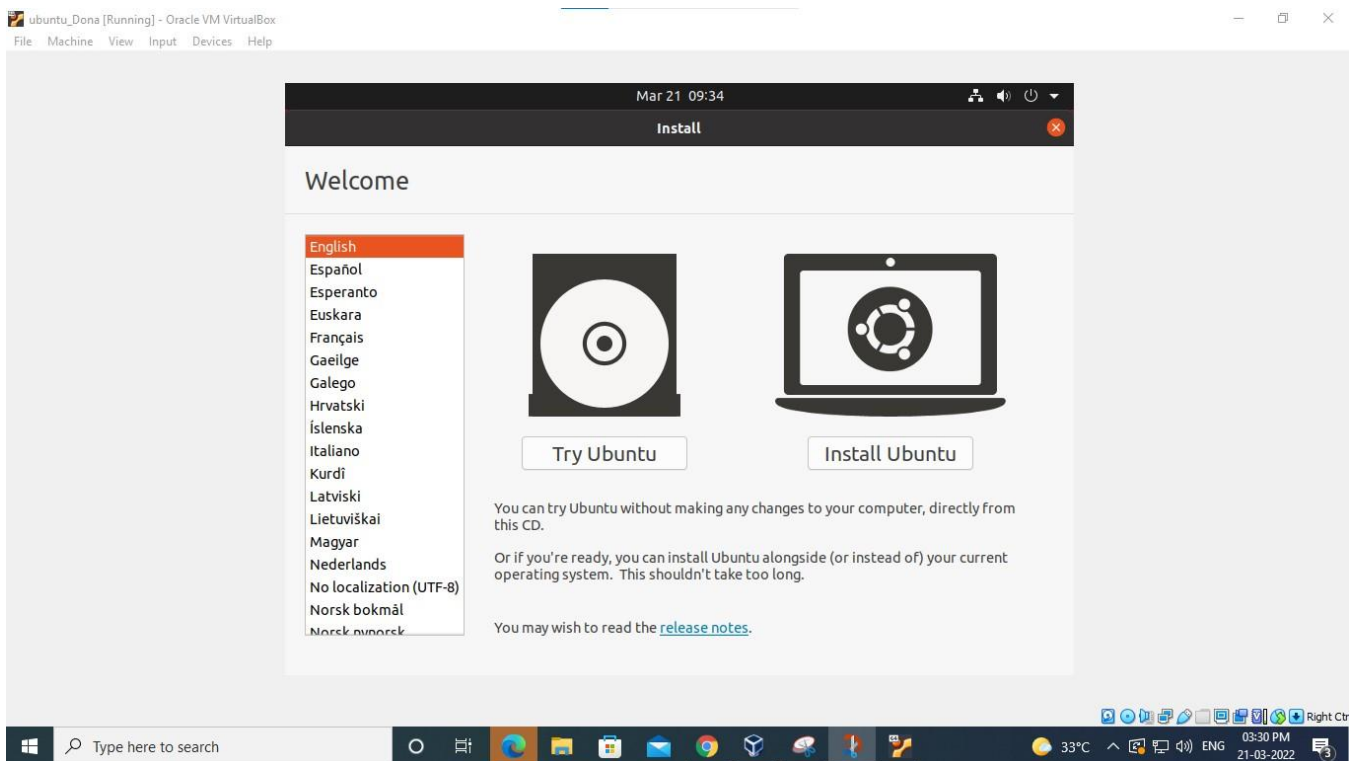 ubuntu_Dona [Running] - Oracle VM VirtualBox
File Machine View Input Devices Help
Mar 21 09:34
Install
Welcome
English
Español
Esperanto
Euskara
Français
Gaeilge
Galego
Hrvatski
Íslenska
Italiano
Kurdî
Latviski
Lietuviškai
Magyar
Nederlands
No localization (UTF-8)
Norsk bokmål
Norsk nynorsk
Try Ubuntu
Install Ubuntu
You can try Ubuntu without making any changes to your computer, directly from
this CD.
Or if you're ready, you can install Ubuntu alongside (or instead of) your current
operating system. This shouldn't take too long.
You may wish to read the release notes.
Right Ctr
Type here to search
33°C
ENG
03:30 PM
21-03-2022
3